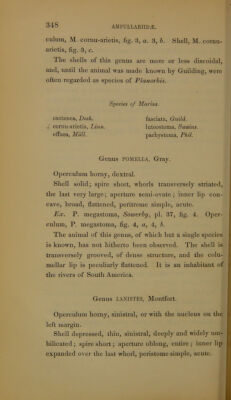 348 AMPULLARIIDÆ.
culum, M. cornu-arietis, fig. 3, a. 3, b. Shell, M. cornu-
arietis, fig. 3, c.
The shells of this genus are more or less discoidal,
and, until the animal was made known by Guilding, were
often regarded as species of Planorbis.
Species of Marisa.
castanea, Desh.
cornu-arietis, Linn.
effusa, Müll.
fasciata, Guild.
luteostoma, Swains.
pachystoma, Phil.
Genus POMELLA, Gray.
Operculum horny, dextral.
Shell solid; spire short, whorls transversely striated,
the last very large; aperture semi-ovate; inner lip con-
cave, broad, flattened, peritreme simple, acute.
Ex. P. megastoma, Sowerby, pl. 37, fig. 4. Oper-
culum, P. megastoma, fig. 4, a, 4, b.
The animal of this genus, of which but a single species
is known, has not hitherto been observed. The shell is
transversely grooved, of dense structure, and the colu-
mellar lip is peculiarly flattened. It is an inhabitant of
the rivers of South America.
Genus LANISTES, Montfort.
Operculum horny, sinistral, or with the nucleus on the
left margin.
Shell depressed, thin, sinistral, deeply and widely um-
bilicated; spire short; aperture oblong, entire; inner lip
expanded over the last whorl, peristome simple, acute.